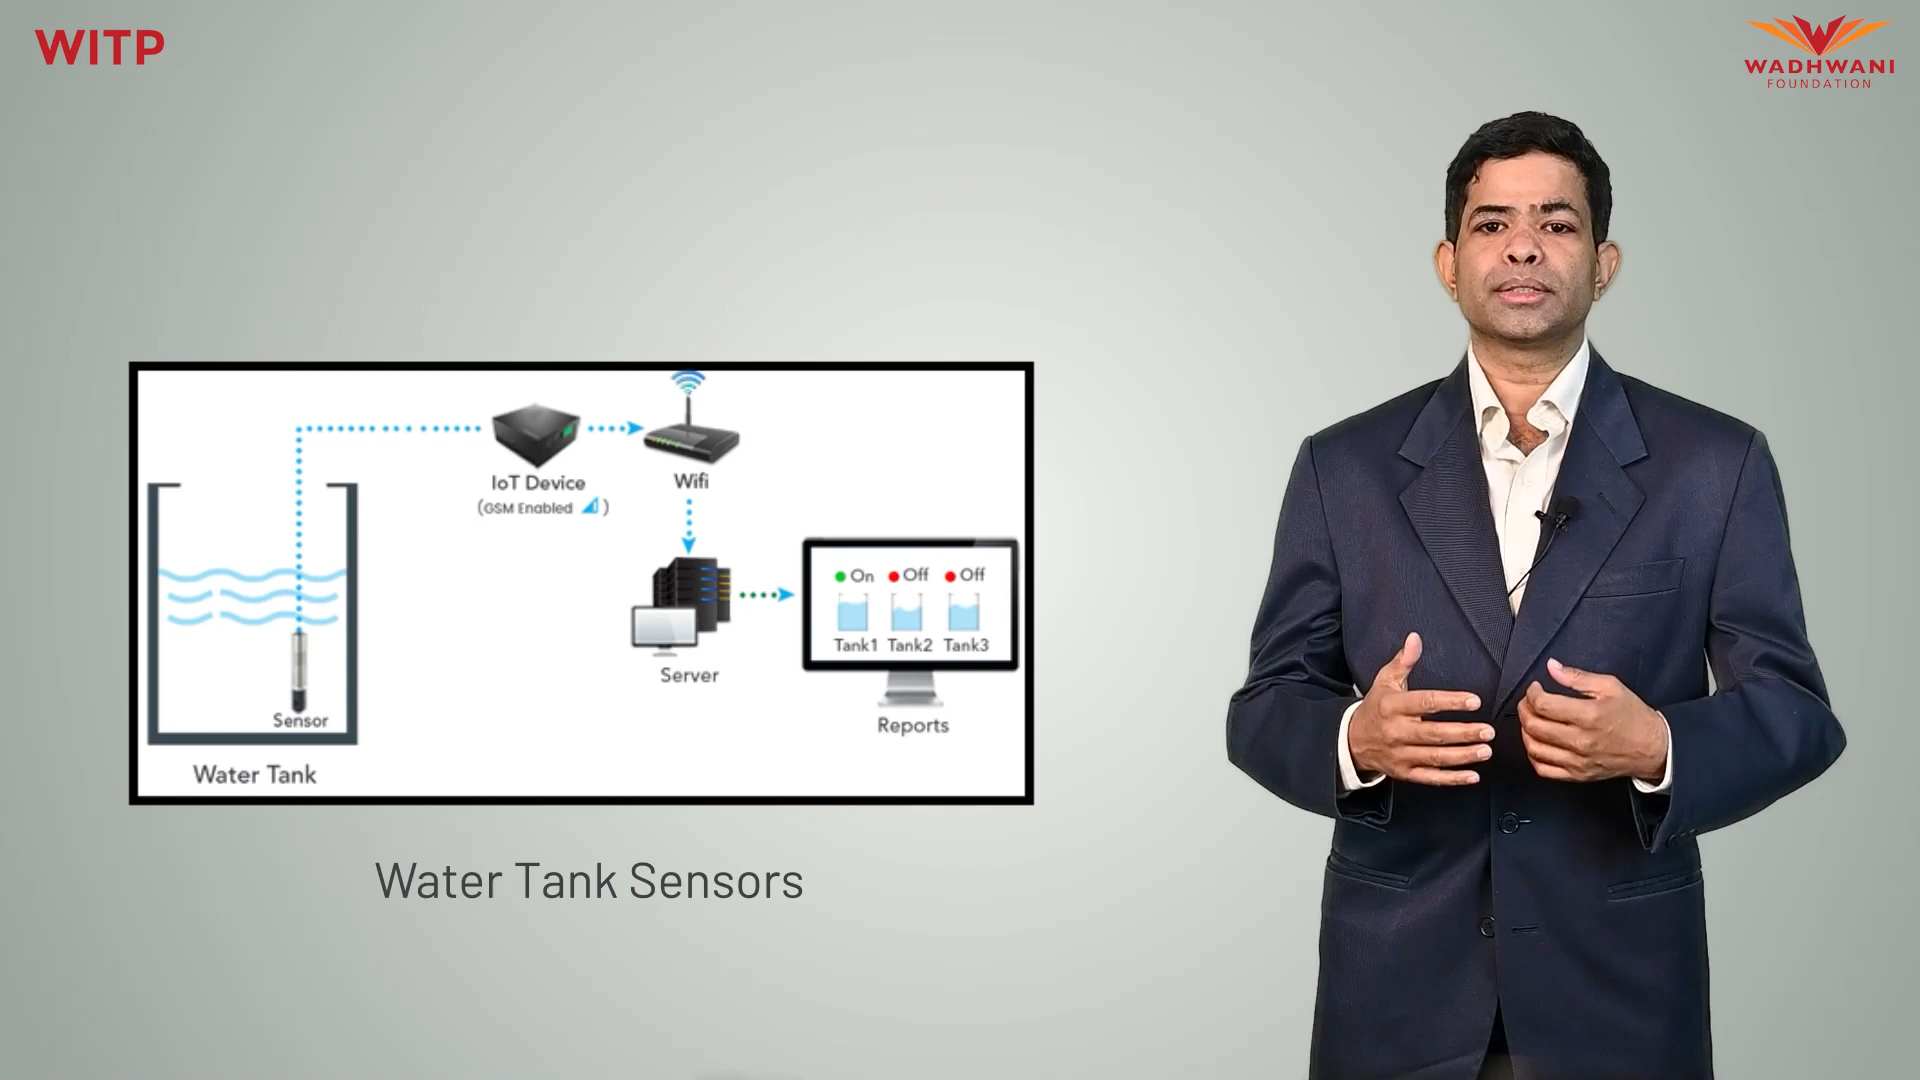 WITP
WADHWANI
FOUNDATION
IoT Device
(GSM Enabled )
Wifi
On Off Off
Tank1 Tank2 Tank3
Server
Sensor
Reports
Water Tank
Water Tank Sensors